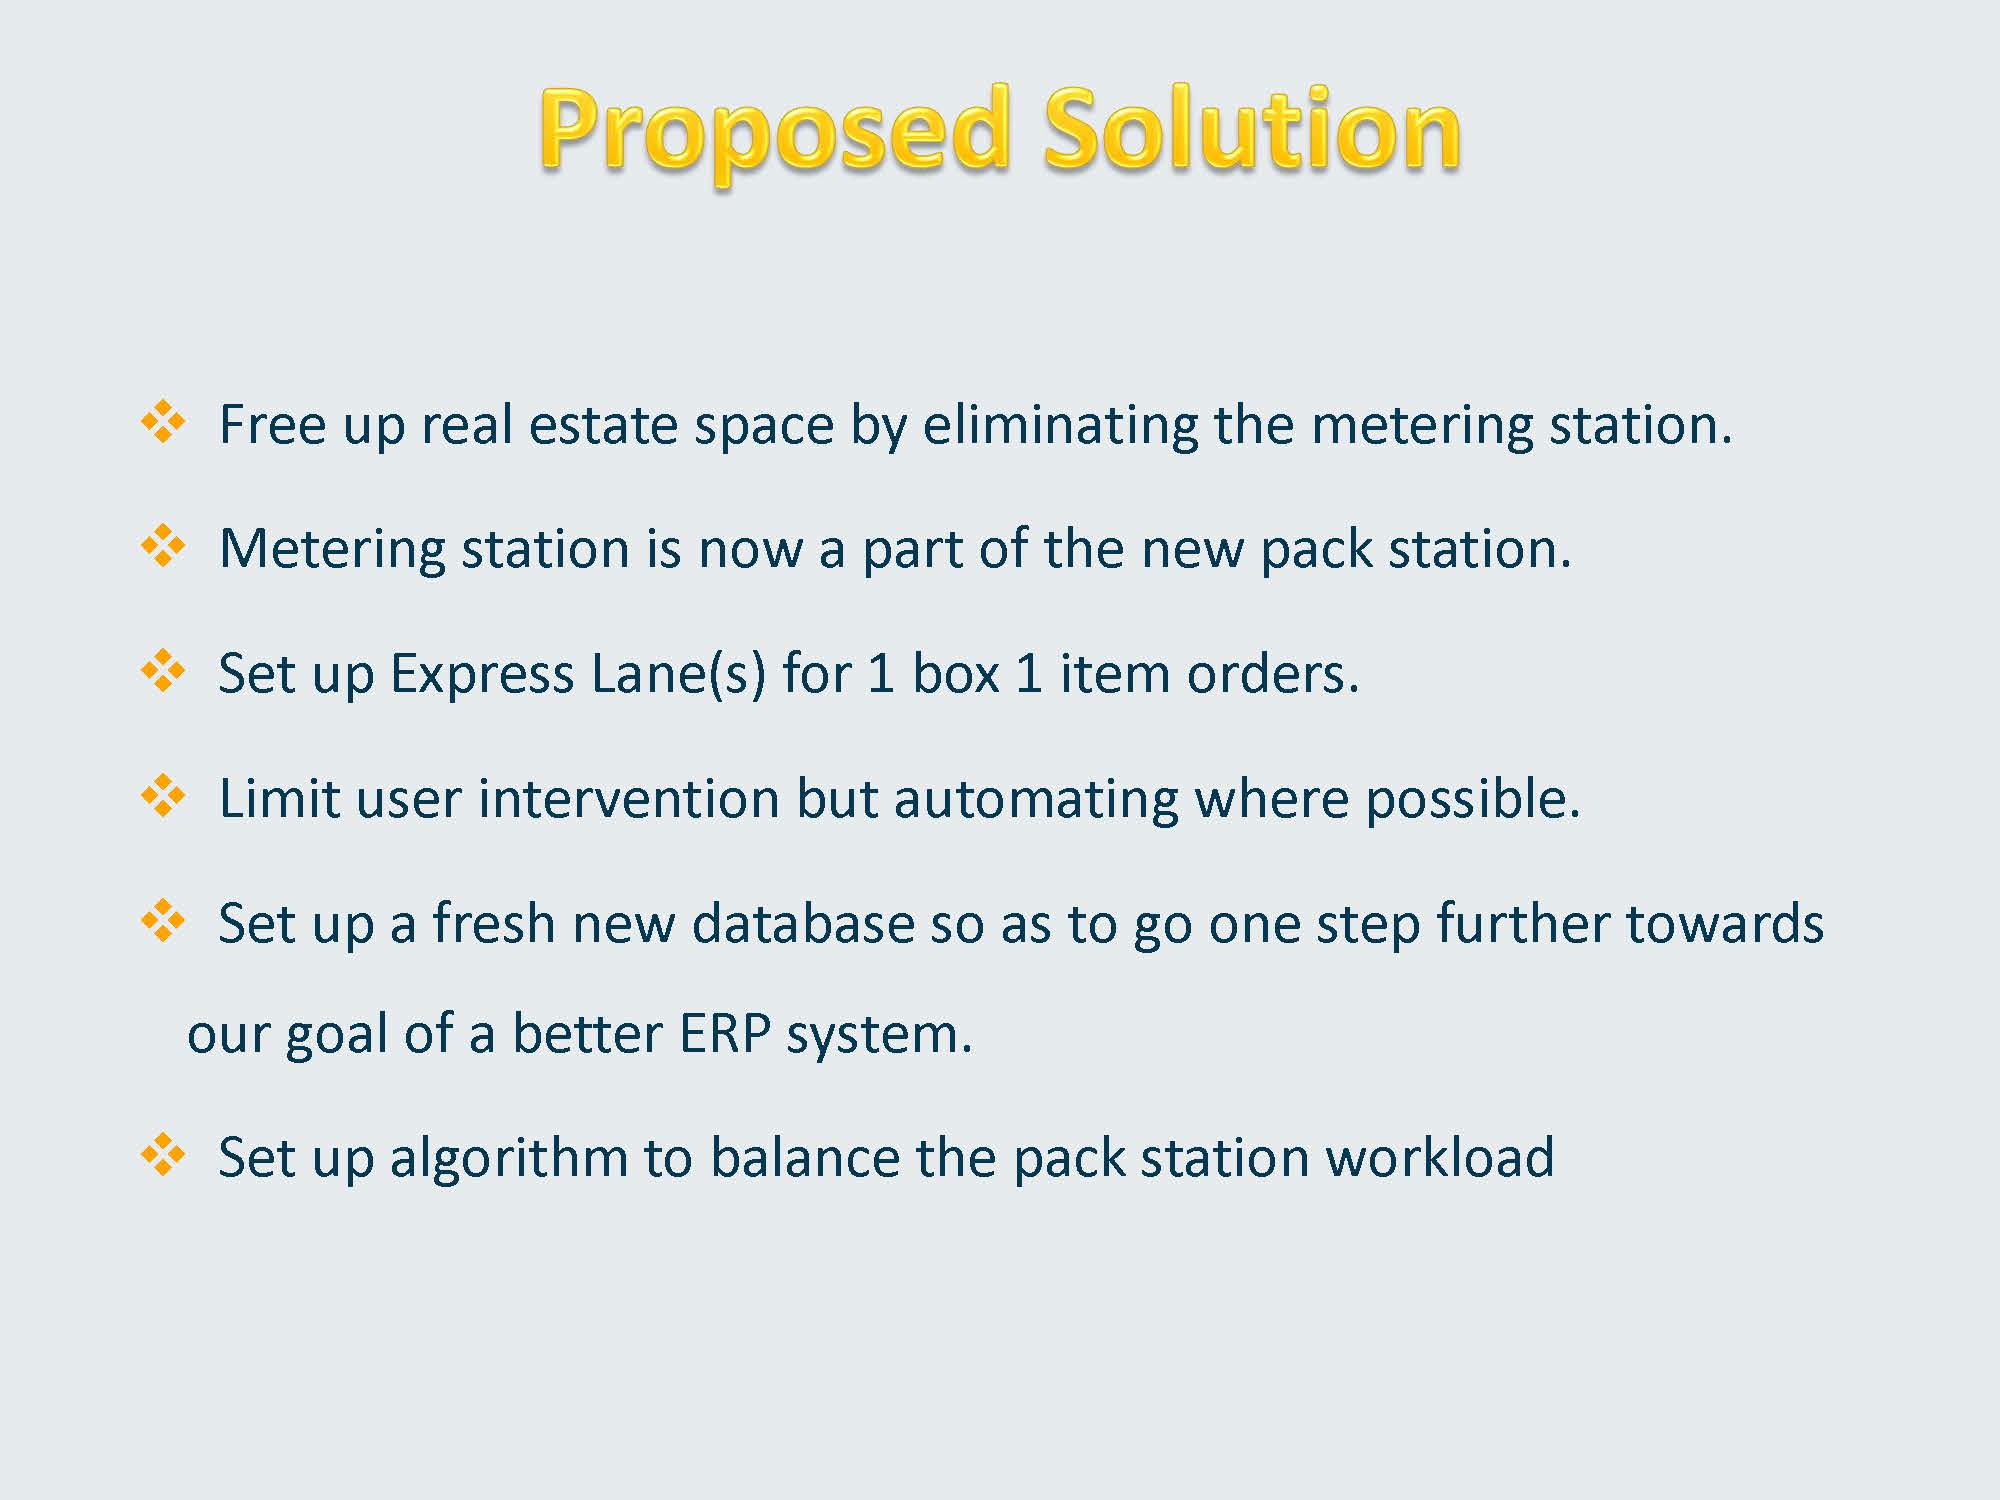 Proposed Solution
❖ Free up real estate space by eliminating the metering station.
❖ Metering station is now a part of the new pack station.
❖ Set up Express Lane(s) for 1 box 1 item orders.
❖ Limit user intervention but automating where possible.
❖ Set up a fresh new database so as to go one step further towards
our goal of a better ERP system.
❖ Set up algorithm to balance the pack station workload